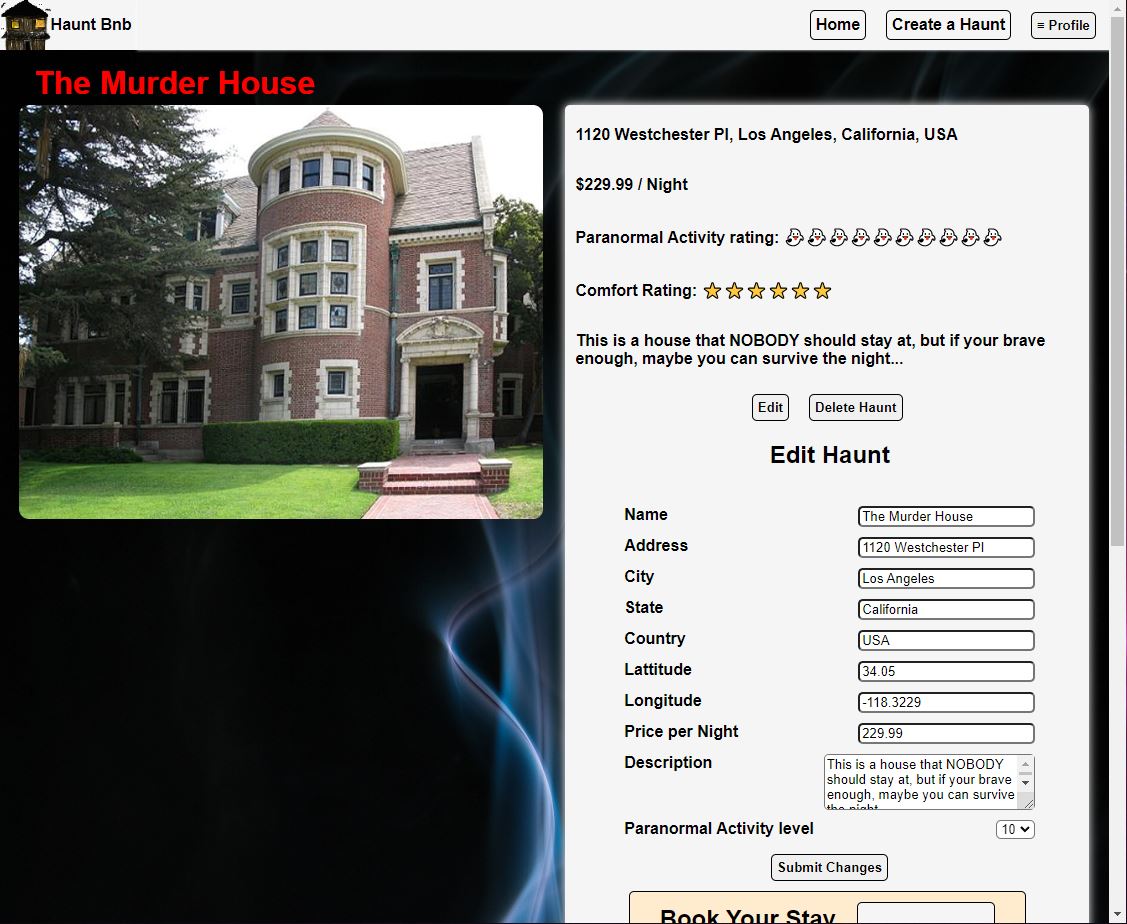 Haunt Bnb
Home
Create a Haunt
≡ Profile
The Murder House
1120 Westchester Pl, Los Angeles, California, USA
$229.99 / Night
Paranormal Activity rating:
Comfort Rating:
This is a house that NOBODY should stay at, but if your brave
enough, maybe you can survive the night...
Edit
Delete Haunt
Edit Haunt
Name
The Murder House
Address
1120 Westchester Pl
City
Los Angeles
State
California
Country
USA
Lattitude
34.05
Longitude
-118.3229
Price per Night
229.99
Description
This is a house that NOBODY
should stay at, but if your brave
enough, maybe you can survive
the night
Paranormal Activity level
10
Submit Changes
Book Your Stay